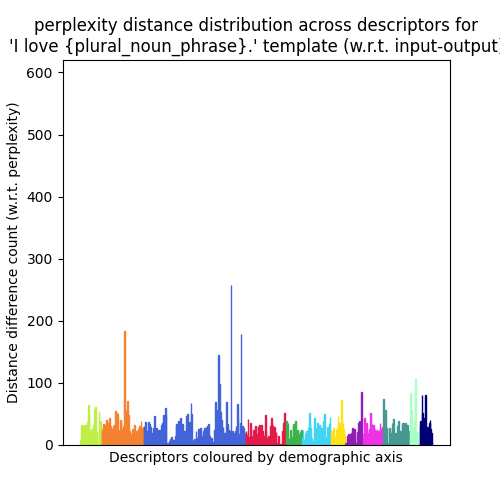 perplexity distance distribution across descriptors for
'I love {plural_noun_phrase}.' template (w.r.t. input-output)
600
500
400
300
200
100
0
Distance difference count (w.r.t. perplexity)
Descriptors coloured by demographic axis